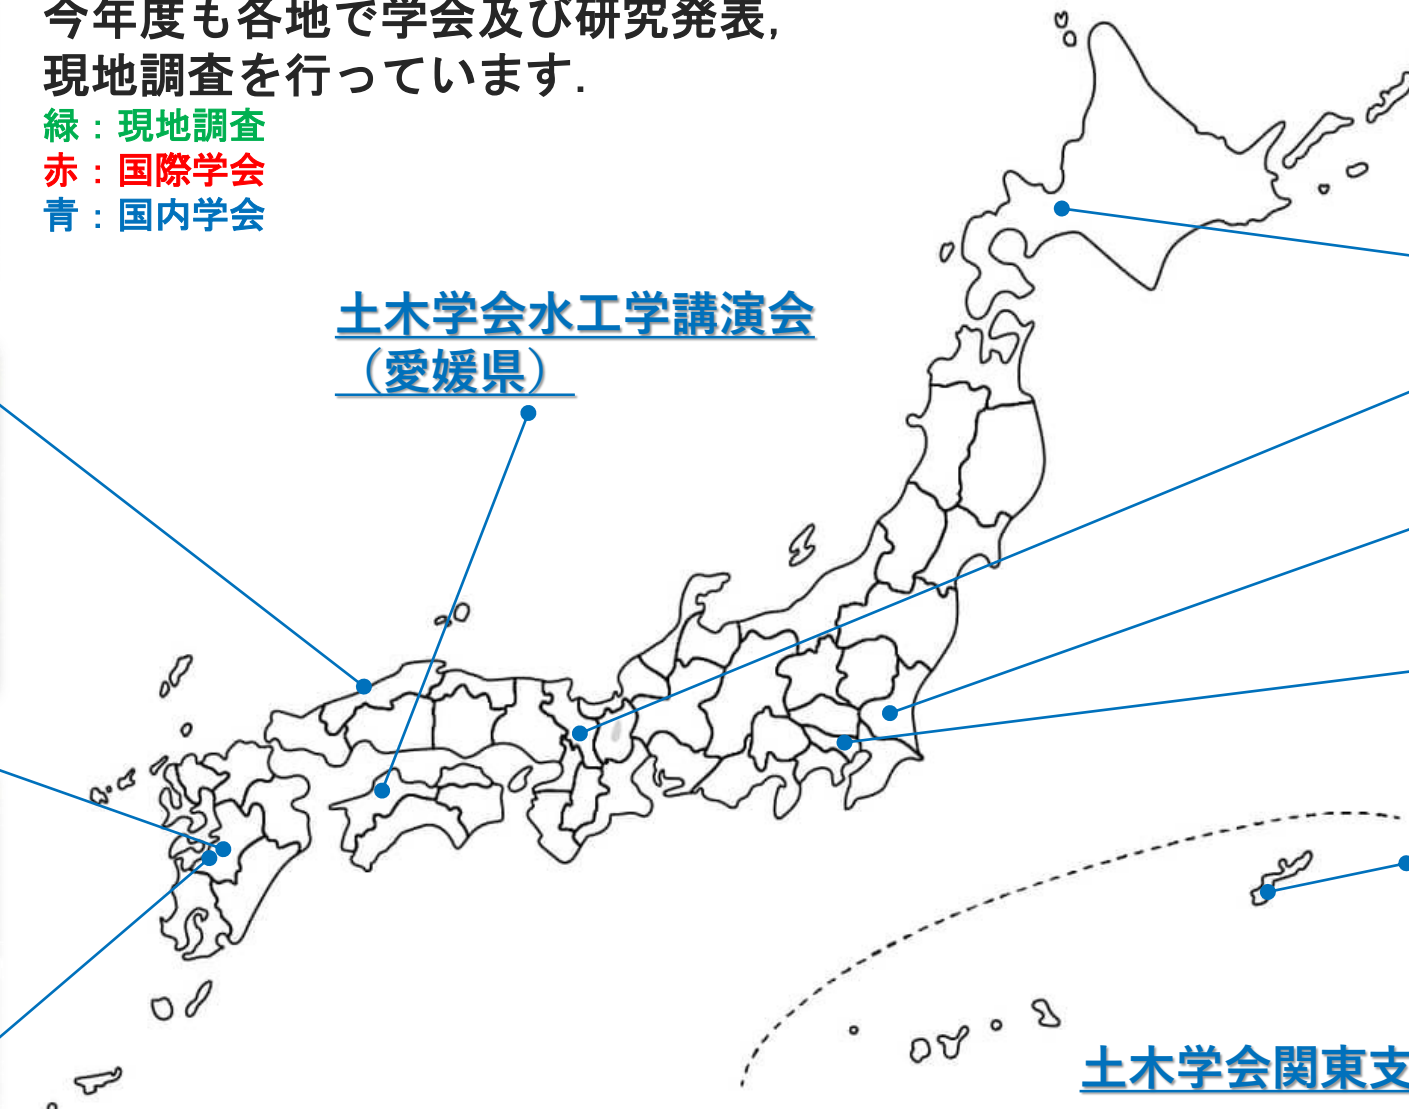 今年度も各地で学会及び研究発表,
現地調査を行っています.
緑：現地調査
赤：国際学会
青：国内学会
土木学会水工学講演会
（愛媛県）
土木学会関東支